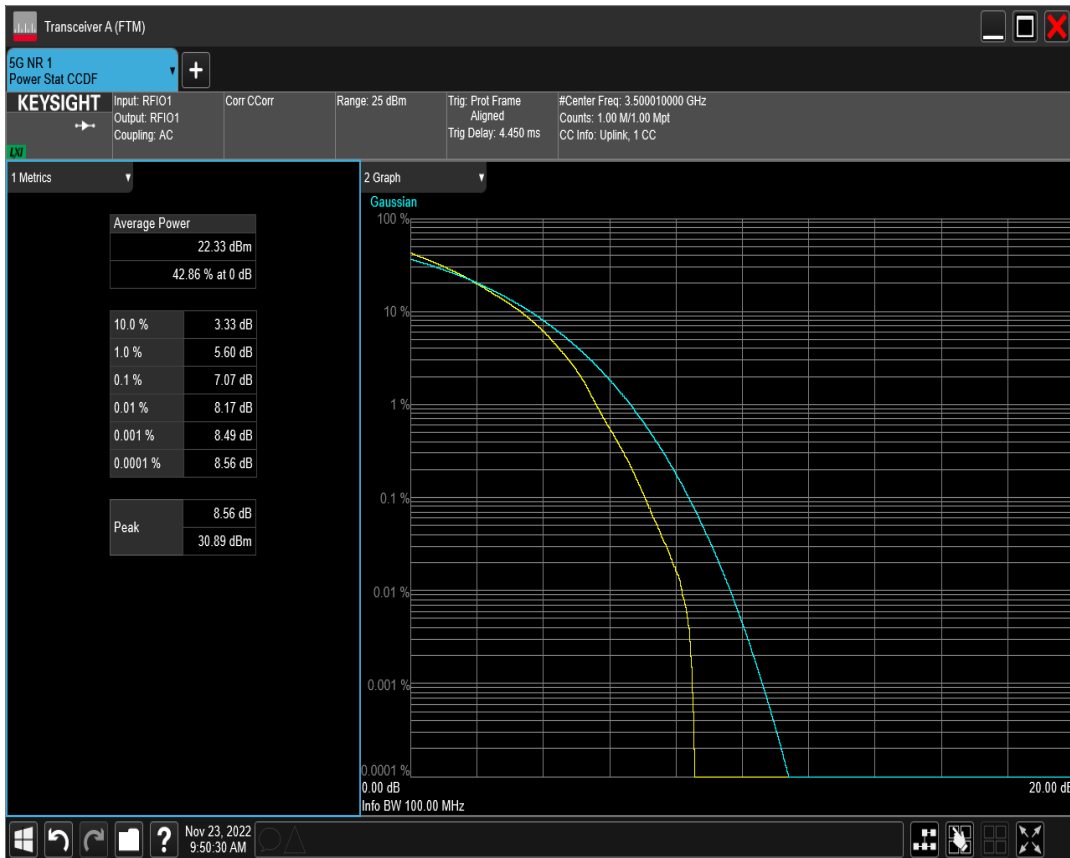 Transceiver A (FTM)
5G NR 1
Power Stat CCDF
KEYSIGHT
LXI
Input: RFIO1
Output: RFIO1
Coupling: AC
Corr CCorr
Range: 25 dBm
Trig: Prot Frame
Aligned
Trig Delay: 4.450 ms
#Center Freq: 3.500010000 GHz
Counts: 1.00 M/1.00 Mpt
CC Info: Uplink, 1 CC
1 Metrics
Average Power
22.33 dBm
42.86 % at 0 dB
10.0 % 3.33 dB
1.0 % 5.60 dB
0.1 % 7.07 dB
0.01 % 8.17 dB
0.001 % 8.49 dB
0.0001 % 8.56 dB
Peak
8.56 dB
30.89 dBm
2 Graph
Gaussian
100 %
10 %
1 %
0.1 %
0.01 %
0.001 %
0.0001 %
0.00 dB 20.00 dB
Info BW 100.00 MHz
?
Nov 23, 2022
9:50:30 AM